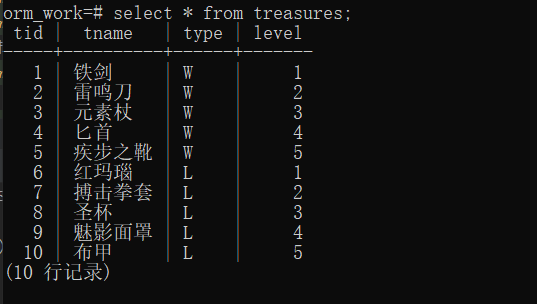 orm_work=# select * from treasures;
 tid |  tname   | type | level
-----+----------+------+-------
   1 | 铁剑     | W    |     1
   2 | 雷鸣刀   | W    |     2
   3 | 元素杖   | W    |     3
   4 | 匕首     | W    |     4
   5 | 疾步之靴 | W    |     5
   6 | 红玛瑙   | L    |     1
   7 | 搏击拳套 | L    |     2
   8 | 圣杯     | L    |     3
   9 | 魅影面罩 | L    |     4
  10 | 布甲     | L    |     5
(10 行记录)